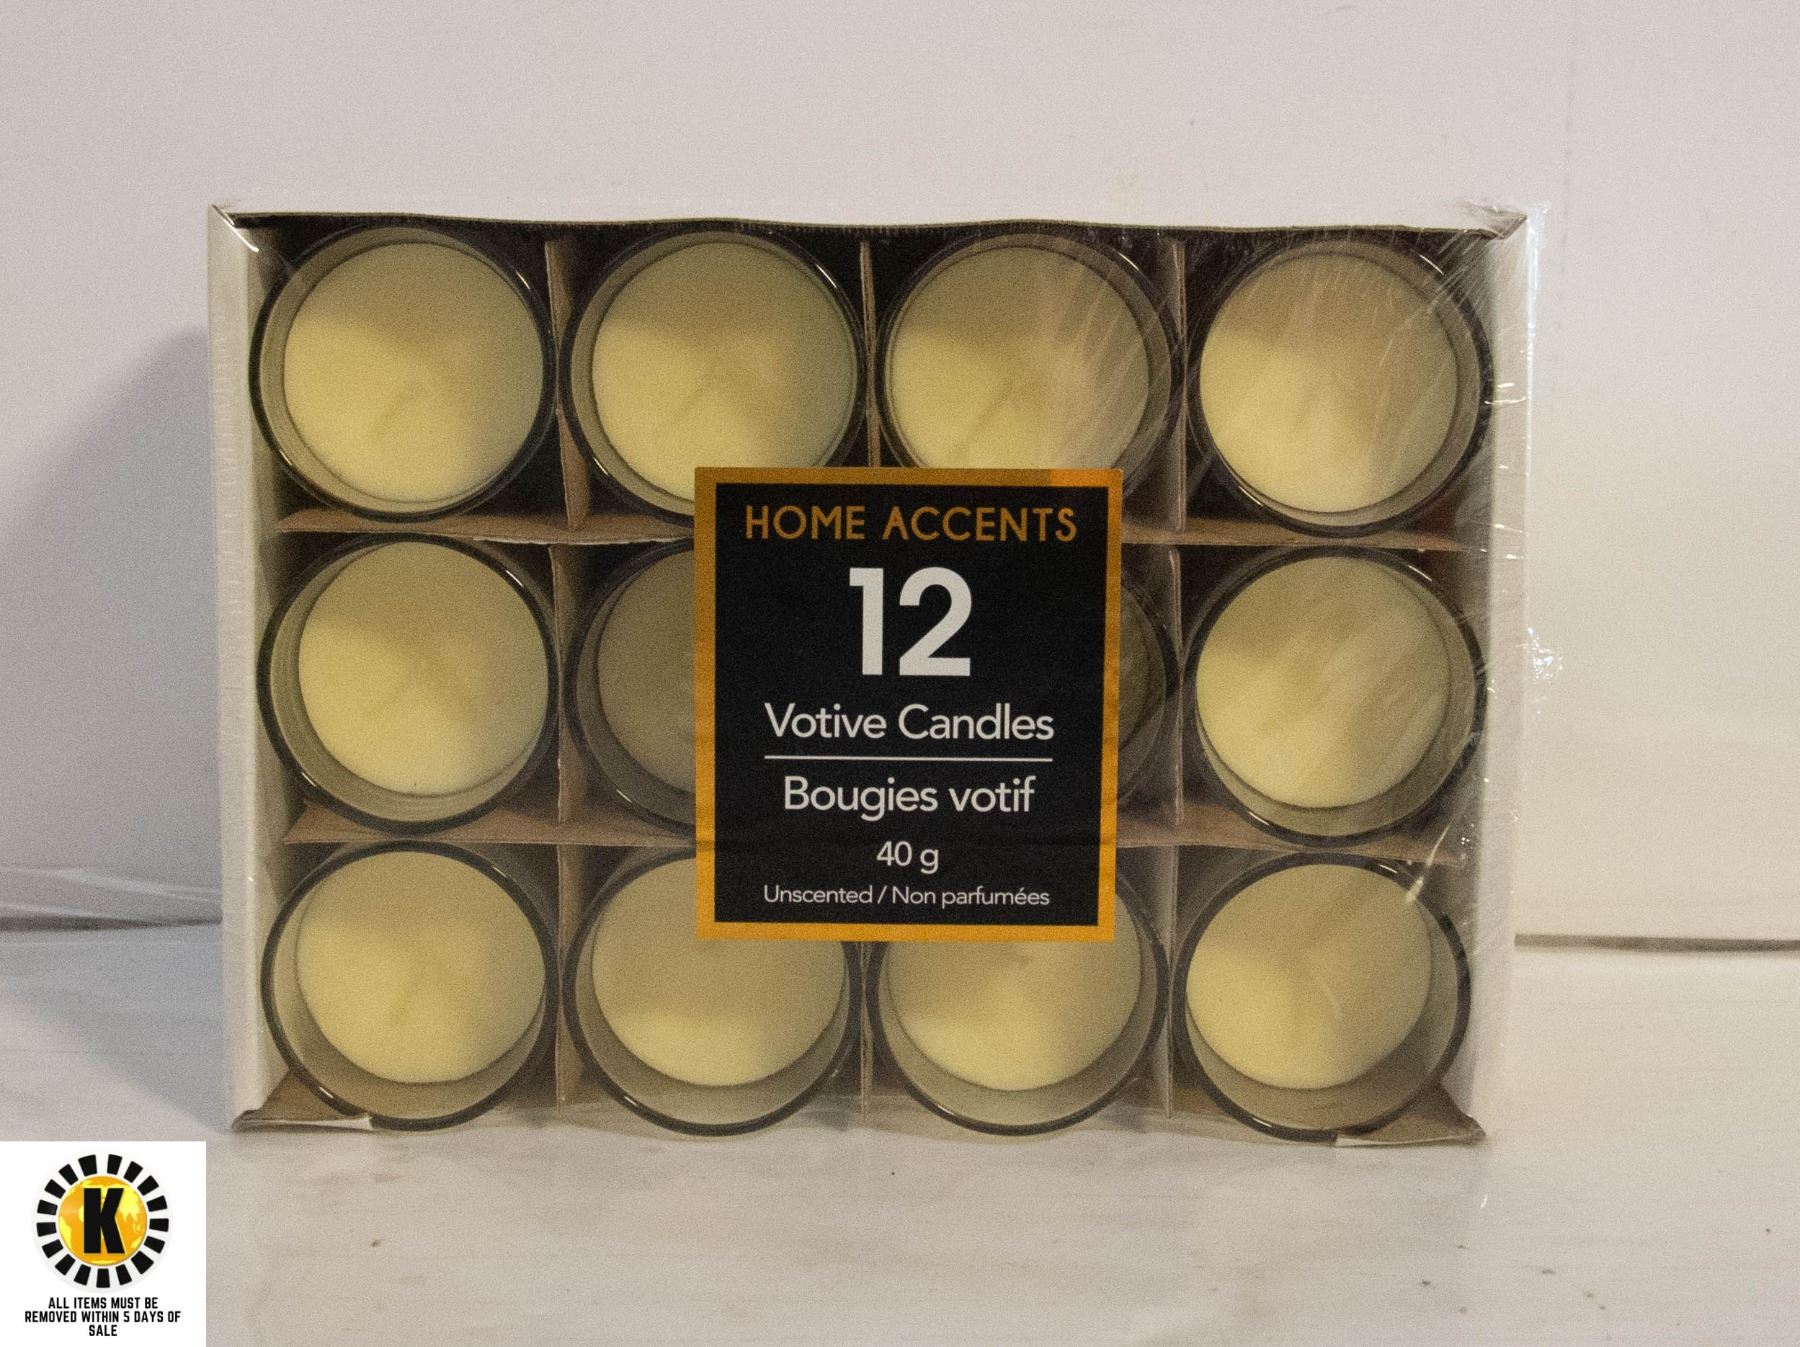 HOME ACCENTS
12
Votive Candles
Bougies votif
40 g
Unscented / Non parfumées
K
ALL ITEMS MUST BE
REMOVED WITHIN 5 DAYS OF
SALE